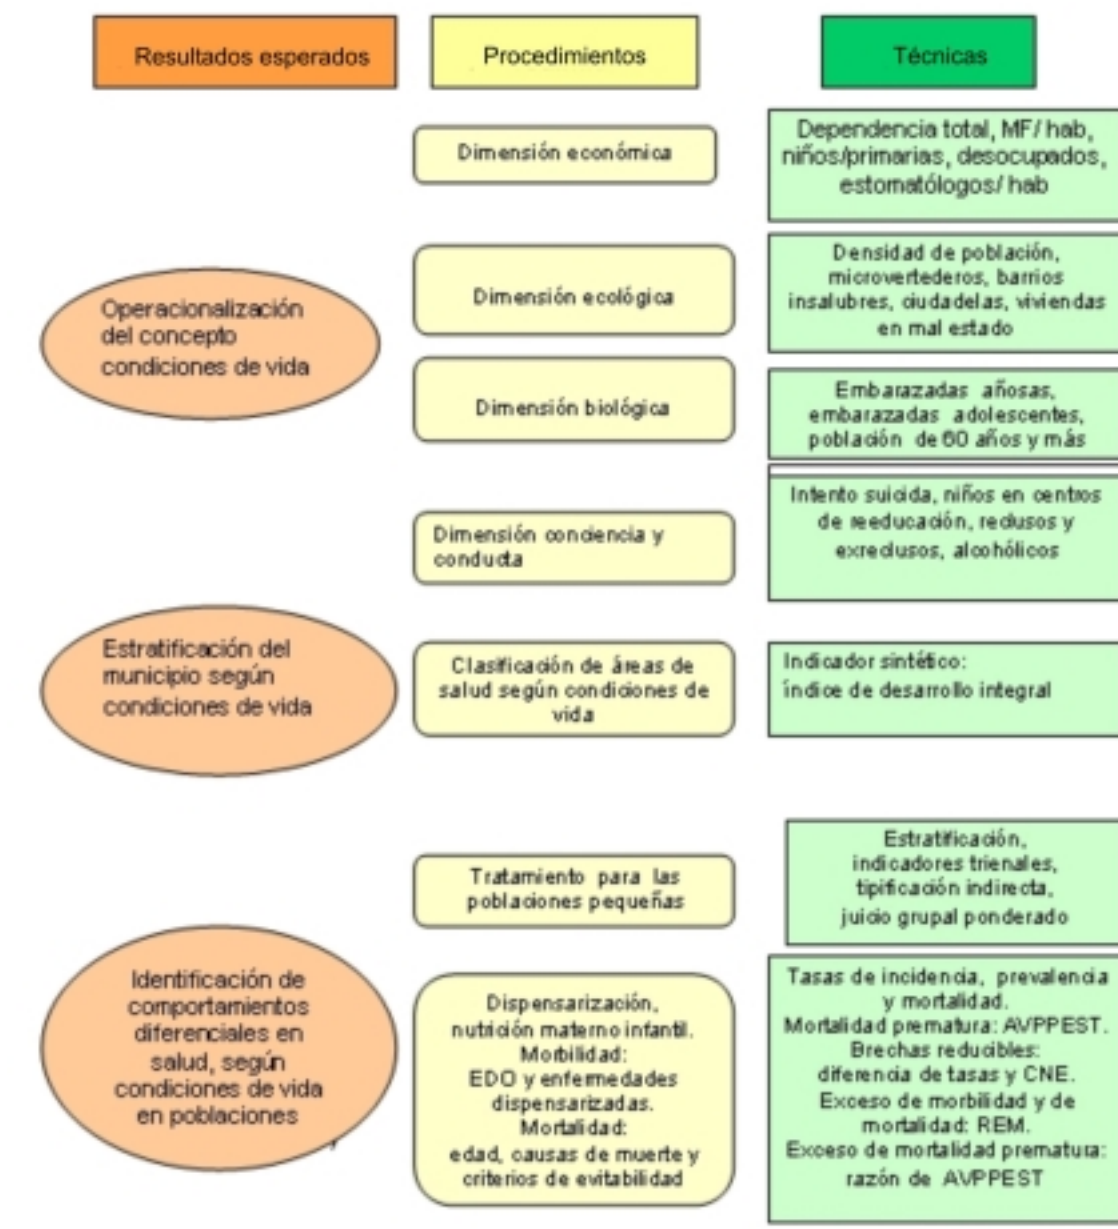 Resultados esperados
Procedimientos
Técnicas
Dimensión económica
Dependencia total, MF/ hab,
niños/primarias, desocupados,
estomatólogos/ hab
Operacionalización
del concepto
condiciones de vida
Dimensión ecológica
Densidad de población,
microvertederos, barrios
insalubres, ciudadelas, viviendas
en mal estado
Dimensión biológica
Embarazadas añosas,
embarazadas adolescentes,
población de 60 años y más
Dimensión conciencia y
conducta
Intento suicida, niños en centros
de reeducación, reclusos y
exreclusos, alcohólicos
Estratificación del
municipio según
condiciones de vida
Clasificación de áreas de
salud según condiciones de
vida
Indicador sintético:
índice de desarrollo integral
Tratamiento para las
poblaciones pequeñas
Estratificación,
indicadores trienales,
tipificación indirecta,
juicio grupal ponderado
Identificación de
comportamientos
diferenciales en
salud, según
condiciones de vida
en poblaciones
Dispensarización,
nutrición materno infantil.
Morbilidad:
EDO y enfermedades
dispensarizadas.
Mortalidad:
edad, causas de muerte y
criterios de evitabilidad
Tasas de incidencia, prevalencia
y mortalidad.
Mortalidad prematura: AVPPEST.
Brechas reducibles:
diferencia de tasas y CNE.
Exceso de morbilidad y de
mortalidad: REM.
Exceso de mortalidad prematura:
razón de AVPPEST